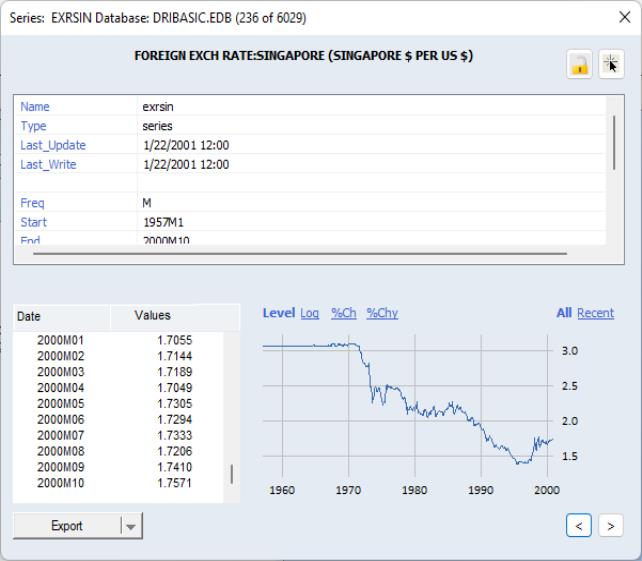 Series: EXRSIN Database: DRIBASIC.EDB (236 of 6029)
FOREIGN EXCH RATE:SINGAPORE (SINGAPORE $ PER US $)
Name exrsin
Type series
Last_Update 1/22/2001 12:00
Last_Write 1/22/2001 12:00
Freq M
Start 1957M1
End 2000M10
Date Values
2000M01 1.7055
2000M02 1.7144
2000M03 1.7189
2000M04 1.7049
2000M05 1.7305
2000M06 1.7294
2000M07 1.7333
2000M08 1.7206
2000M09 1.7410
2000M10 1.7571
Level Log %Ch %Chy All Recent
3.0
2.5
2.0
1.5
1960 1970 1980 1990 2000
Export < >